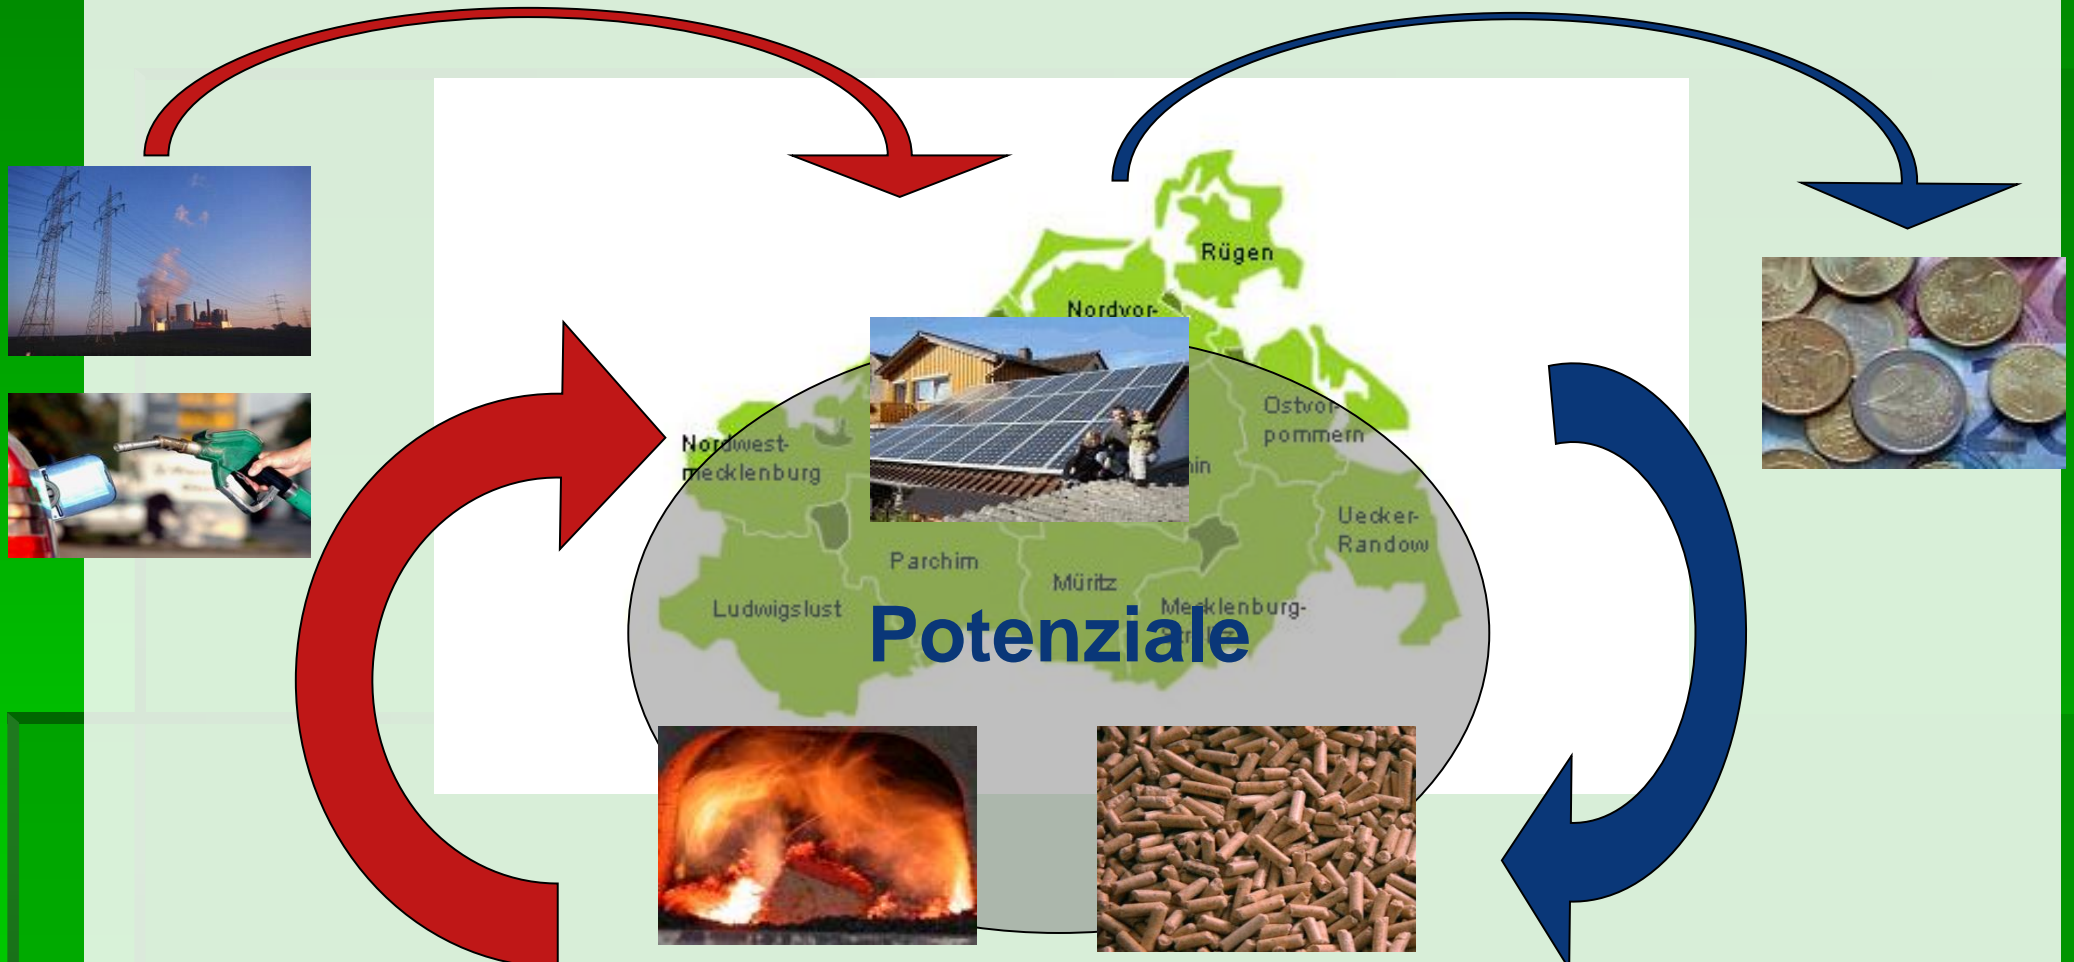 Rügen
Nordvor-
Ostvor-
pommern
Nordwest-
mecklenburg
Uecker-
Randow
Parchim
Müritz
Ludwigslust
Mecklenburg-
Potenziale